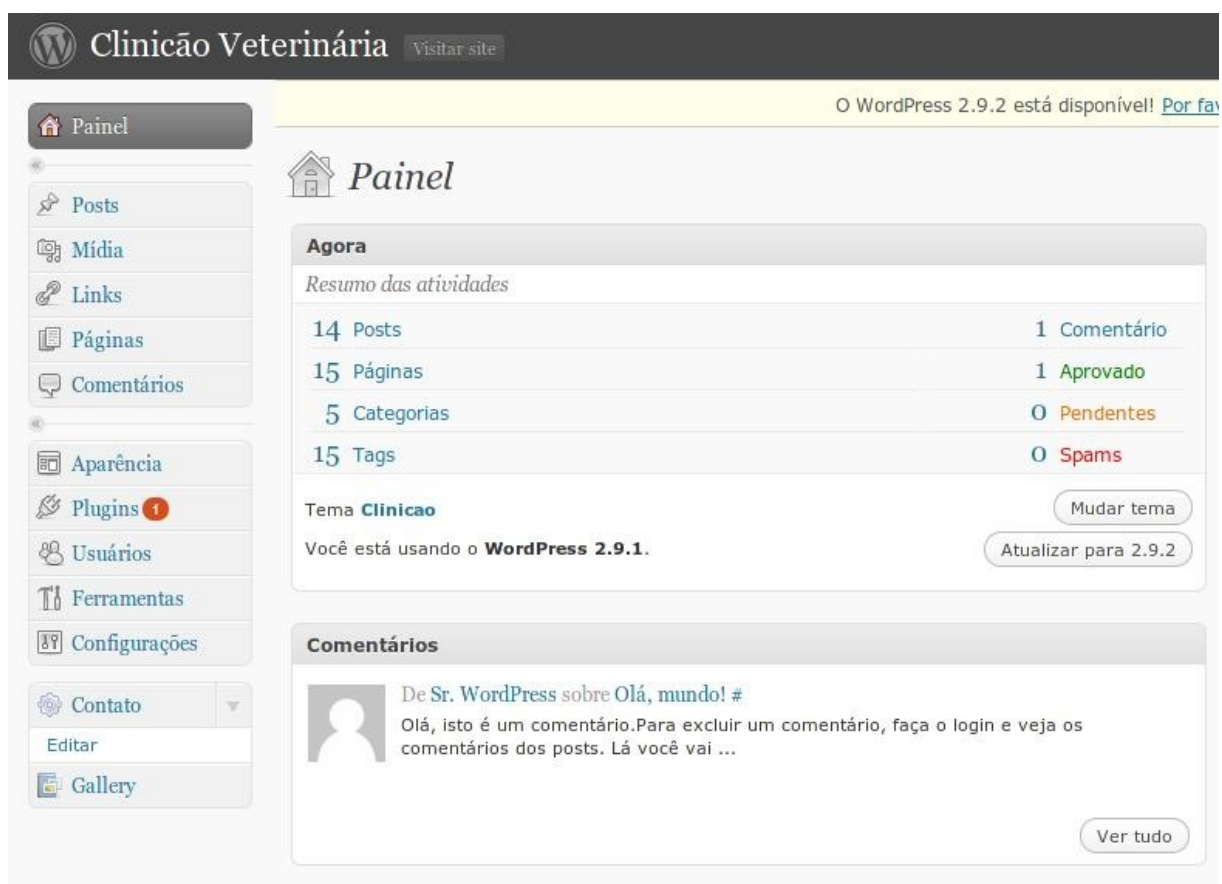 Clinicão Veterinária Visitar site
O WordPress 2.9.2 está disponível! Por fav
Painel
Posts
Mídia
Links
Páginas
Comentários
Aparência
Plugins 1
Usuários
Ferramentas
Configurações
Contato
Editar
Gallery
Painel
Agora
Resumo das atividades
14 Posts 1 Comentário
15 Páginas 1 Aprovado
5 Categorias 0 Pendentes
15 Tags 0 Spams
Tema Clinicao Mudar tema
Você está usando o WordPress 2.9.1. Atualizar para 2.9.2
Comentários
De Sr. WordPress sobre Olá, mundo! #
Olá, isto é um comentário.Para excluir um comentário, faça o login e veja os
comentários dos posts. Lá você vai ...
Ver tudo